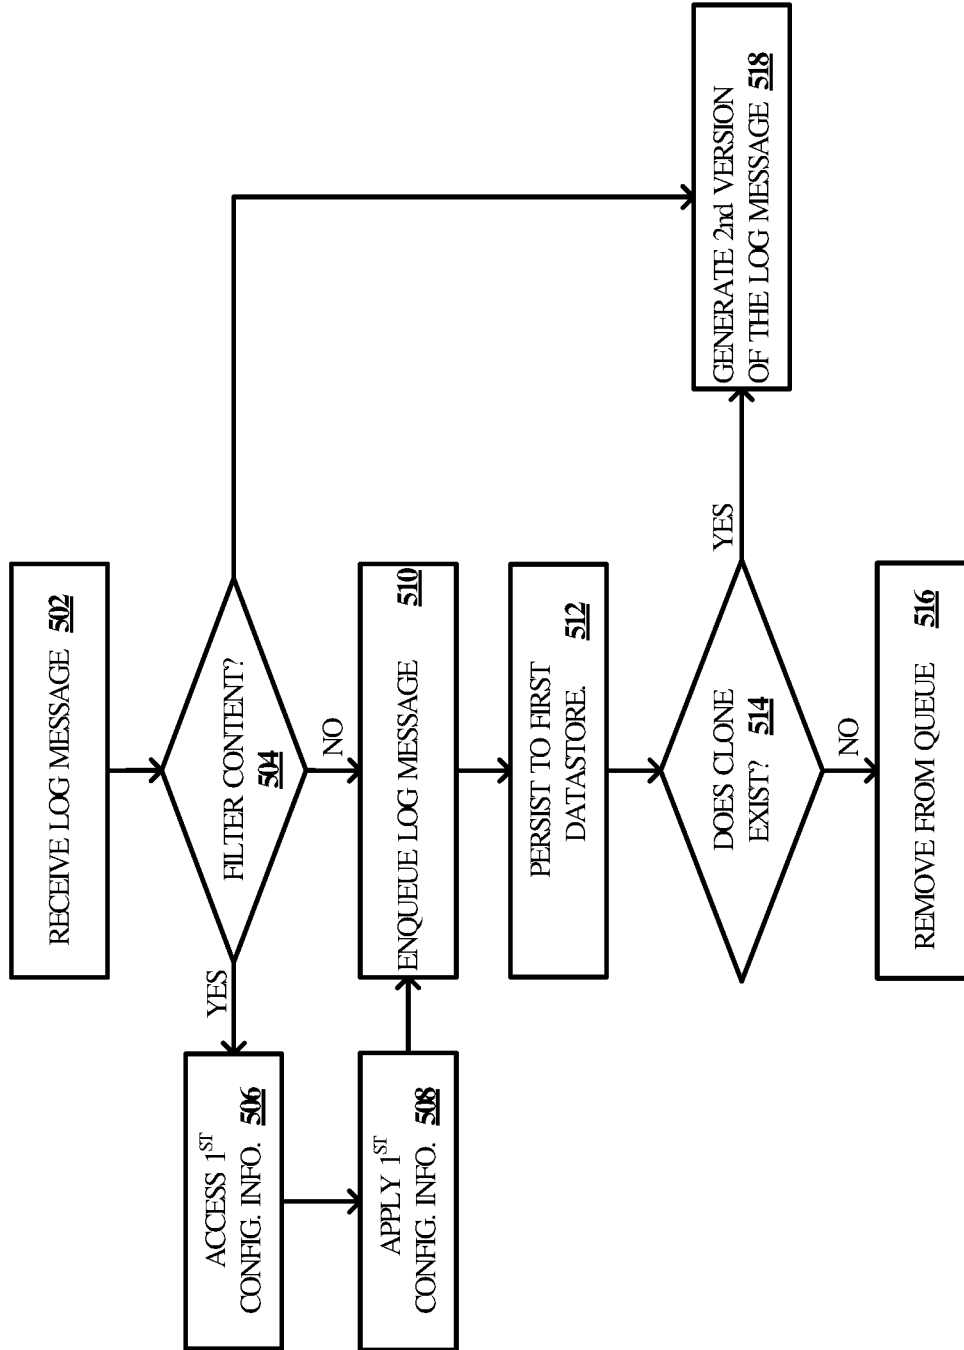 RECEIVE LOG MESSAGE 502
FILTER CONTENT?
504
YES
NO
ACCESS 1ST
CONFIG. INFO. 506
APPLY 1ST
CONFIG. INFO. 508
ENQUEUE LOG MESSAGE 510
PERSIST TO FIRST
DATASTORE. 512
DOES CLONE
EXIST? 514
YES
NO
REMOVE FROM QUEUE 516
GENERATE 2nd VERSION
OF THE LOG MESSAGE 518